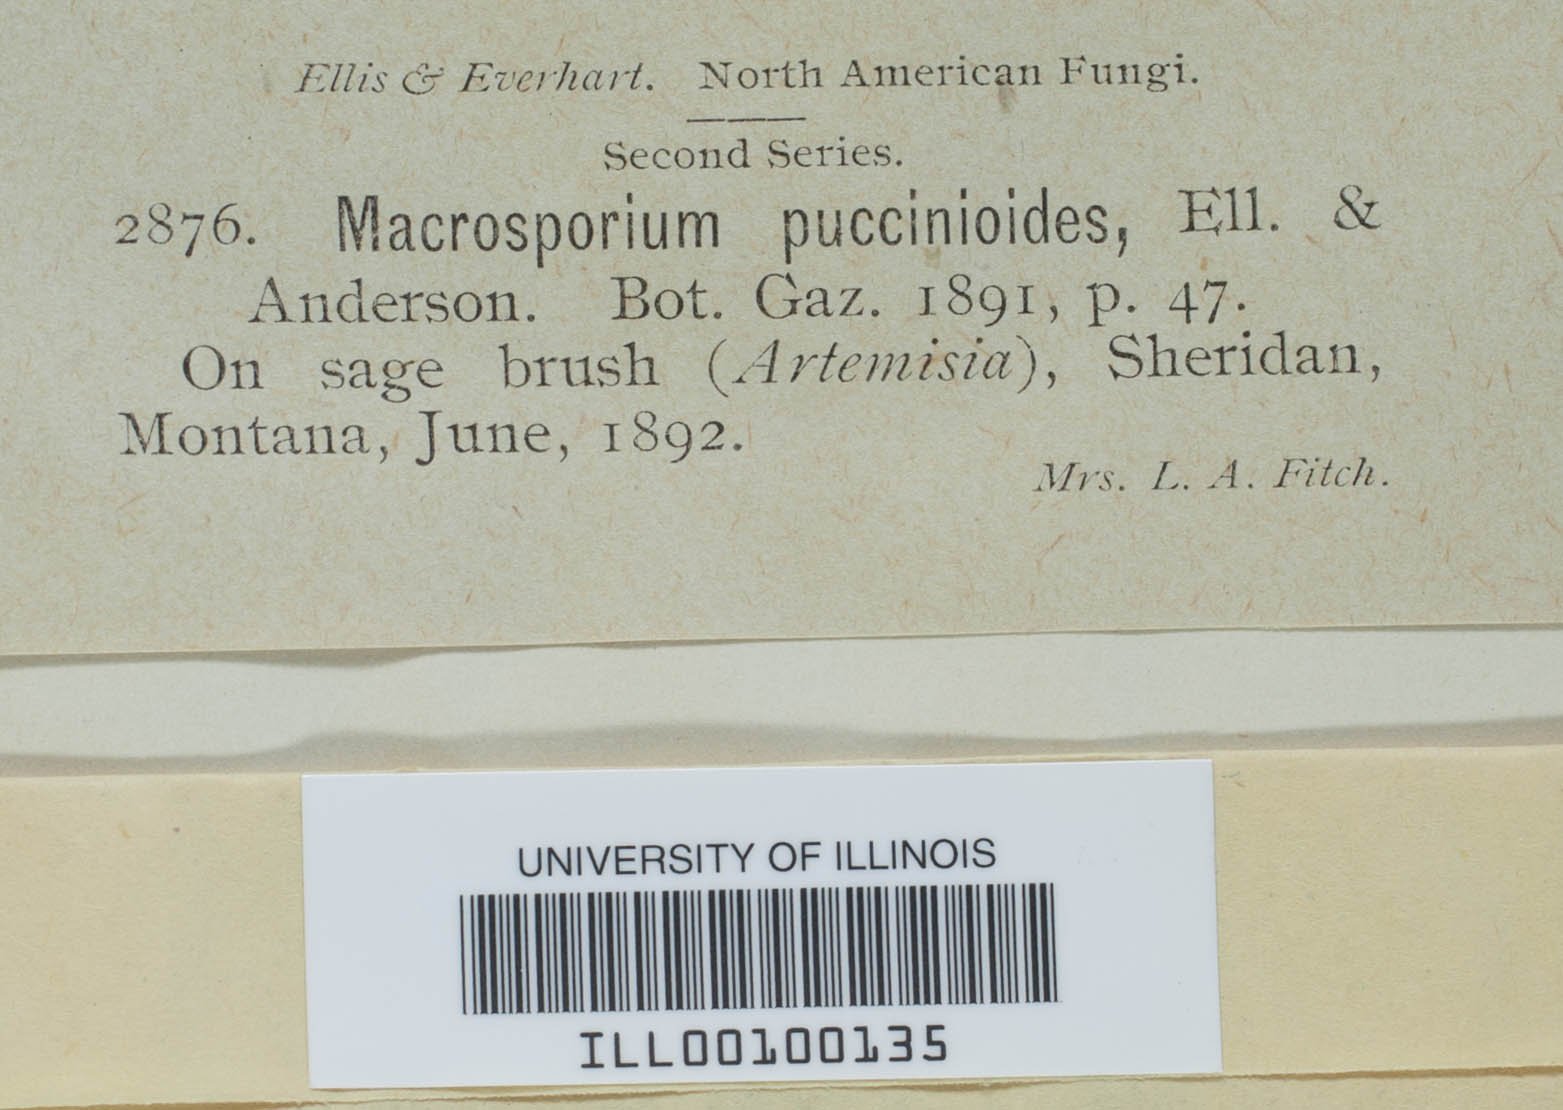 Ellis & Everhart. North American Fungi.
Second Series.
2876. Macrosporium puccinioides, Ell. &
Anderson. Bot. Gaz. 1891, p. 47.
On sage brush (Artemisia), Sheridan,
Montana, June, 1892.
Mrs. L. A. Fitch.
UNIVERSITY OF ILLINOIS
ILL00100135